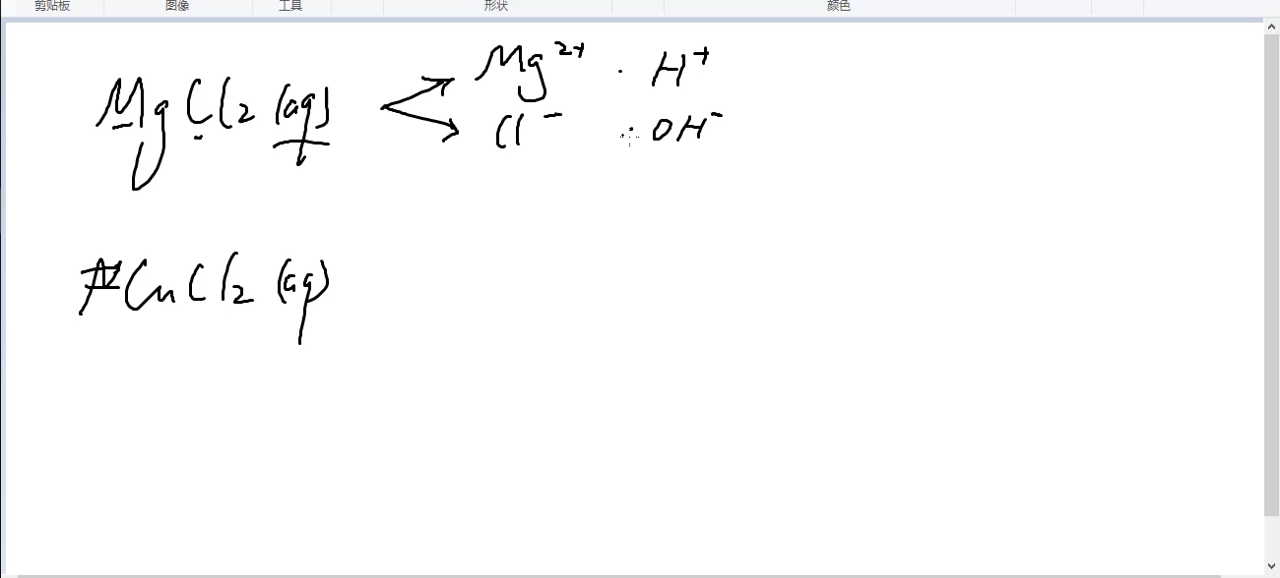 剪贴板 图像 工具 形状 颜色
Mg²⁺ · H⁺
MgCl₂ (aq)
Cl⁻ · OH⁻
CuCl₂ (aq)